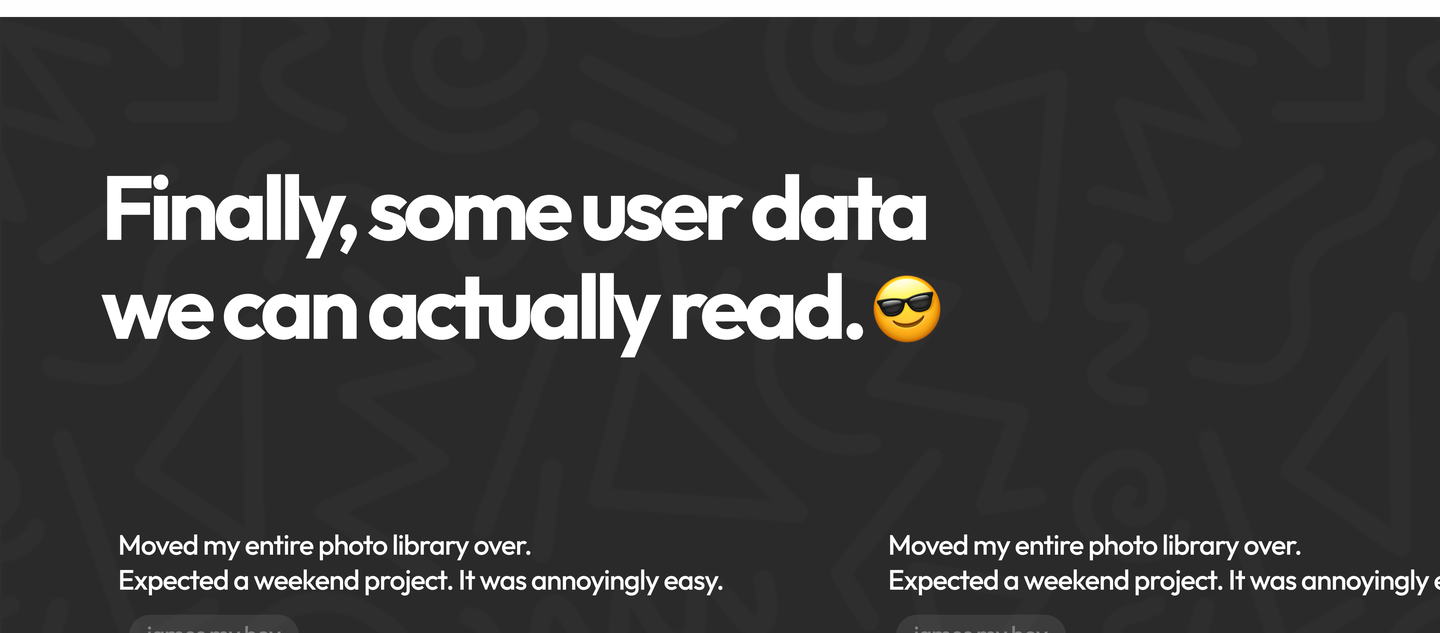 Finally, some user data
we can actually read. 😎
Moved my entire photo library over.
Expected a weekend project. It was annoyingly easy.
Moved my entire photo library over.
Expected a weekend project. It was annoyingly